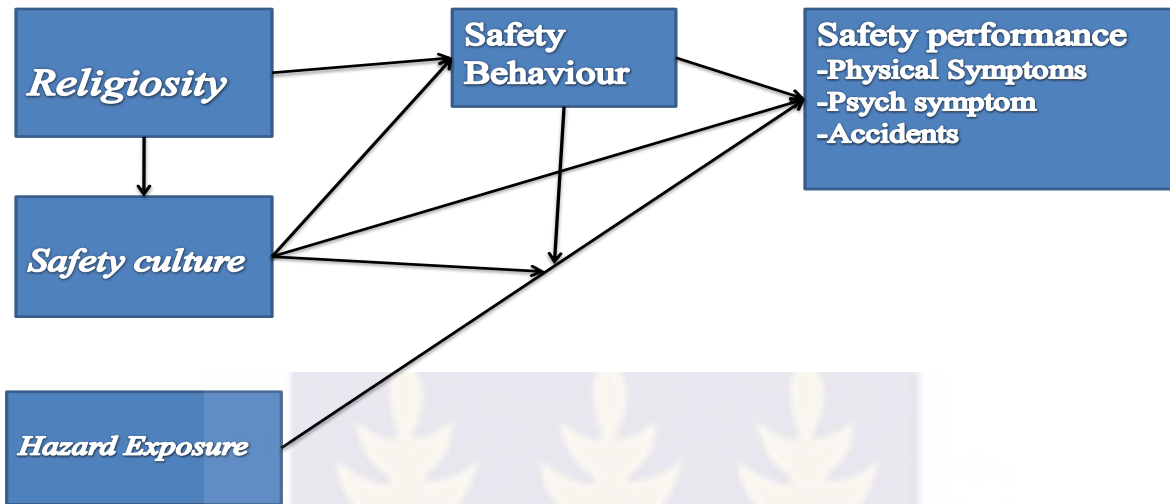 Religiosity
Safety
Behaviour
Safety performance
-Physical Symptoms
-Psych symptom
-Accidents
Safety culture
Hazard Exposure